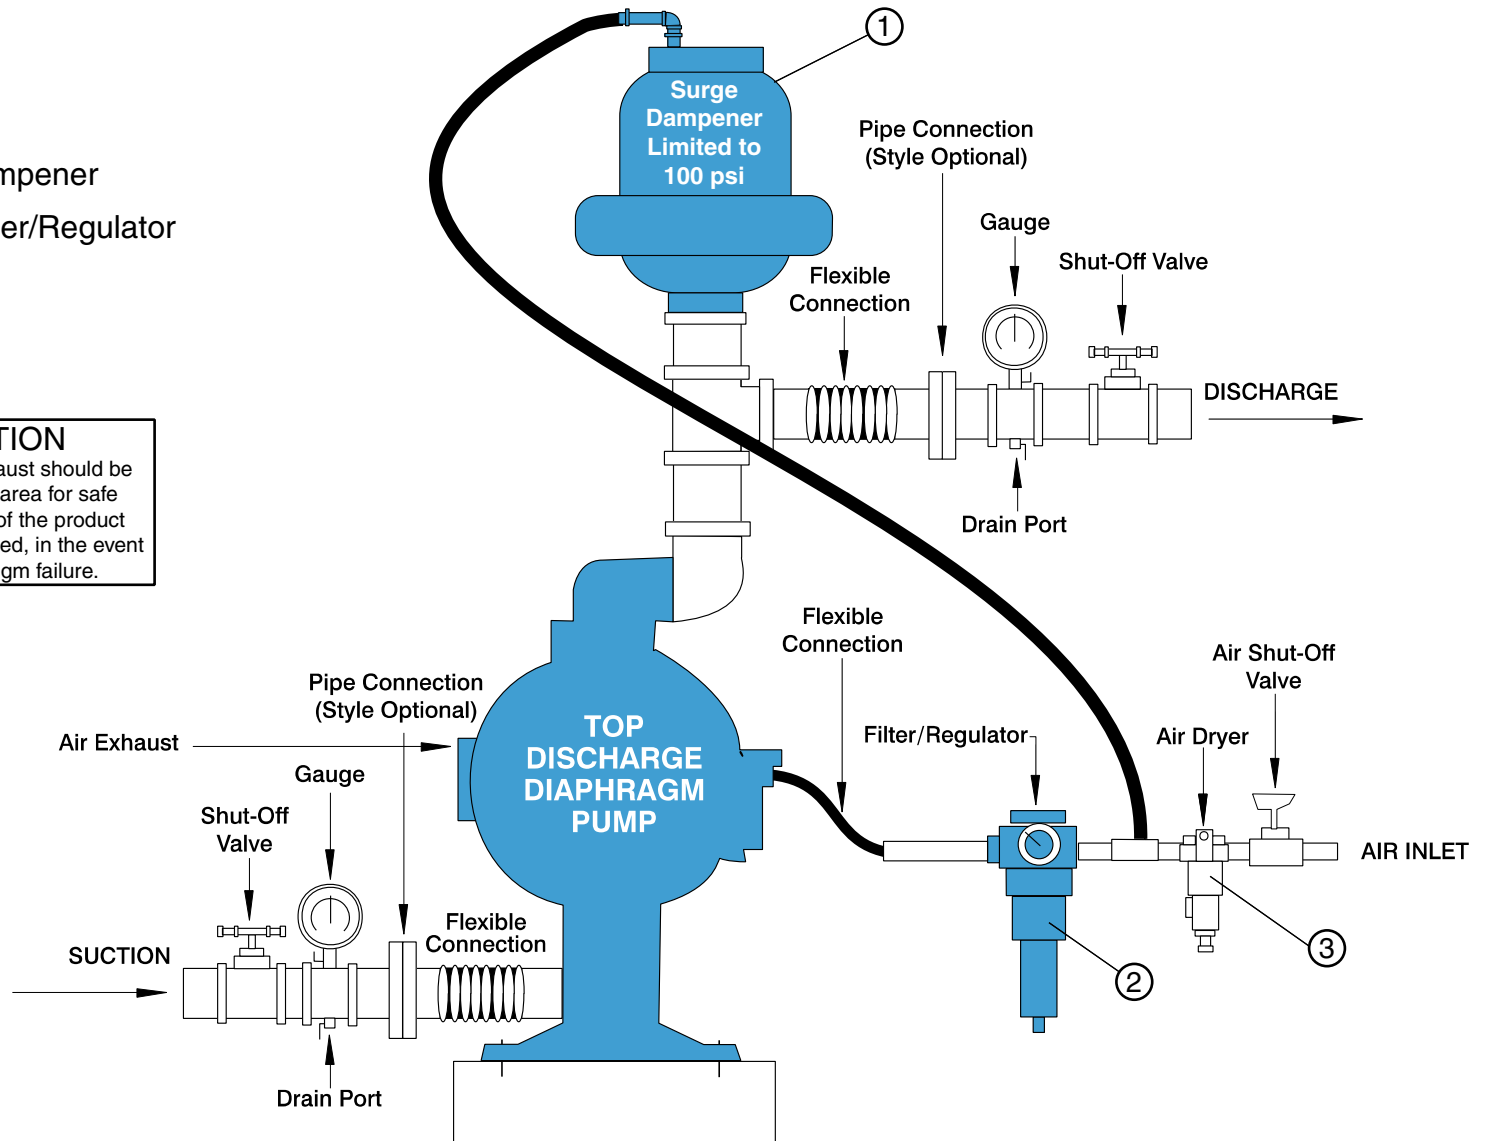 1
Surge
Dampener
Limited to
100 psi
Pipe Connection
(Style Optional)
mpener
er/Regulator
Gauge
Shut-Off Valve
Flexible
Connection
DISCHARGE
TION
aust should be
area for safe
of the product
ed, in the event
gm failure.
Drain Port
Flexible
Connection
Air Shut-Off
Valve
Pipe Connection
(Style Optional)
Air Exhaust
TOP
DISCHARGE
DIAPHRAGM
PUMP
Filter/Regulator
Air Dryer
Gauge
Shut-Off
Valve
AIR INLET
Flexible
Connection
SUCTION
3
2
Drain Port